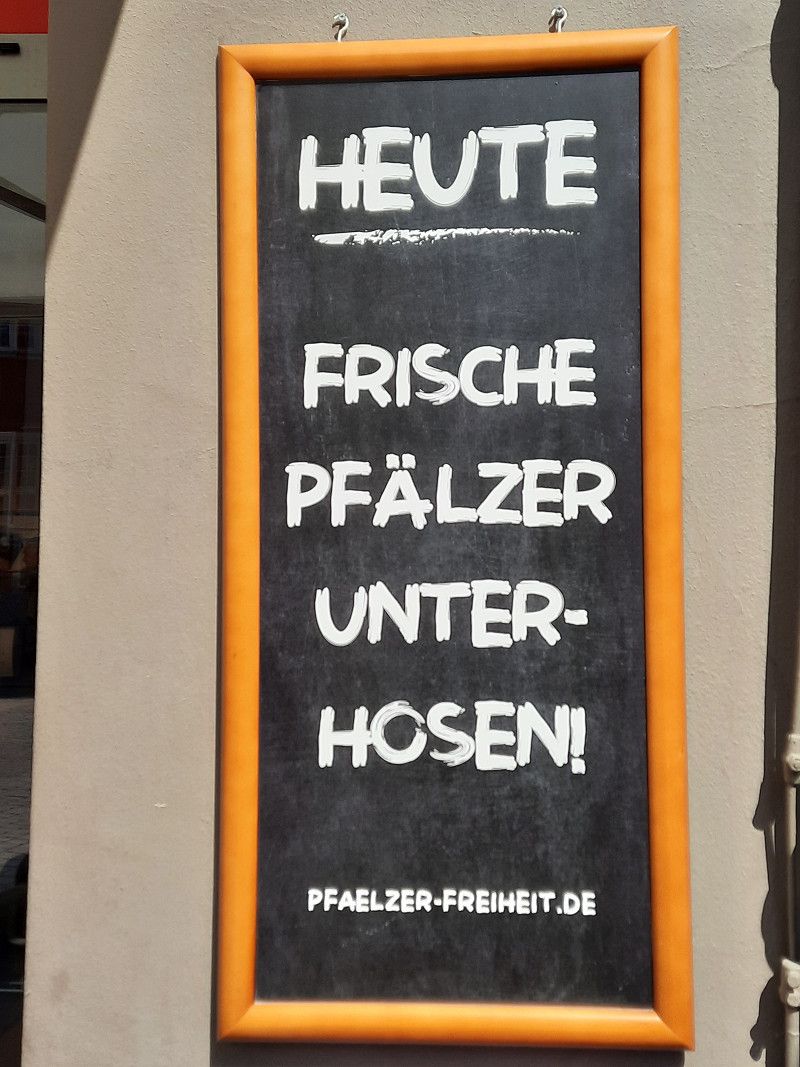 HEUTE
FRISCHE
PFÄLZER
UNTER-
HOSEN!
PFAELZER-FREIHEIT.DE